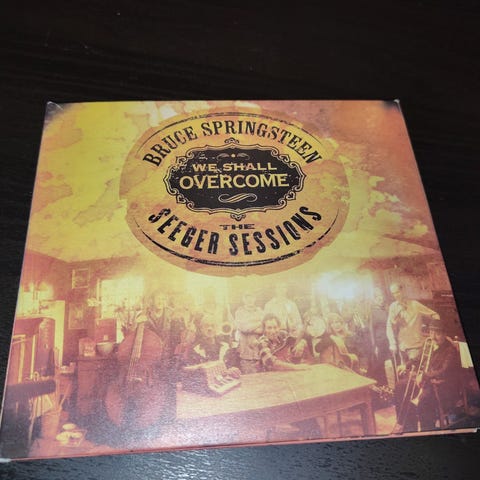 BRUCE SPRINGSTEEN
WE SHALL
OVERCOME
THE
SEEGER SESSIONS